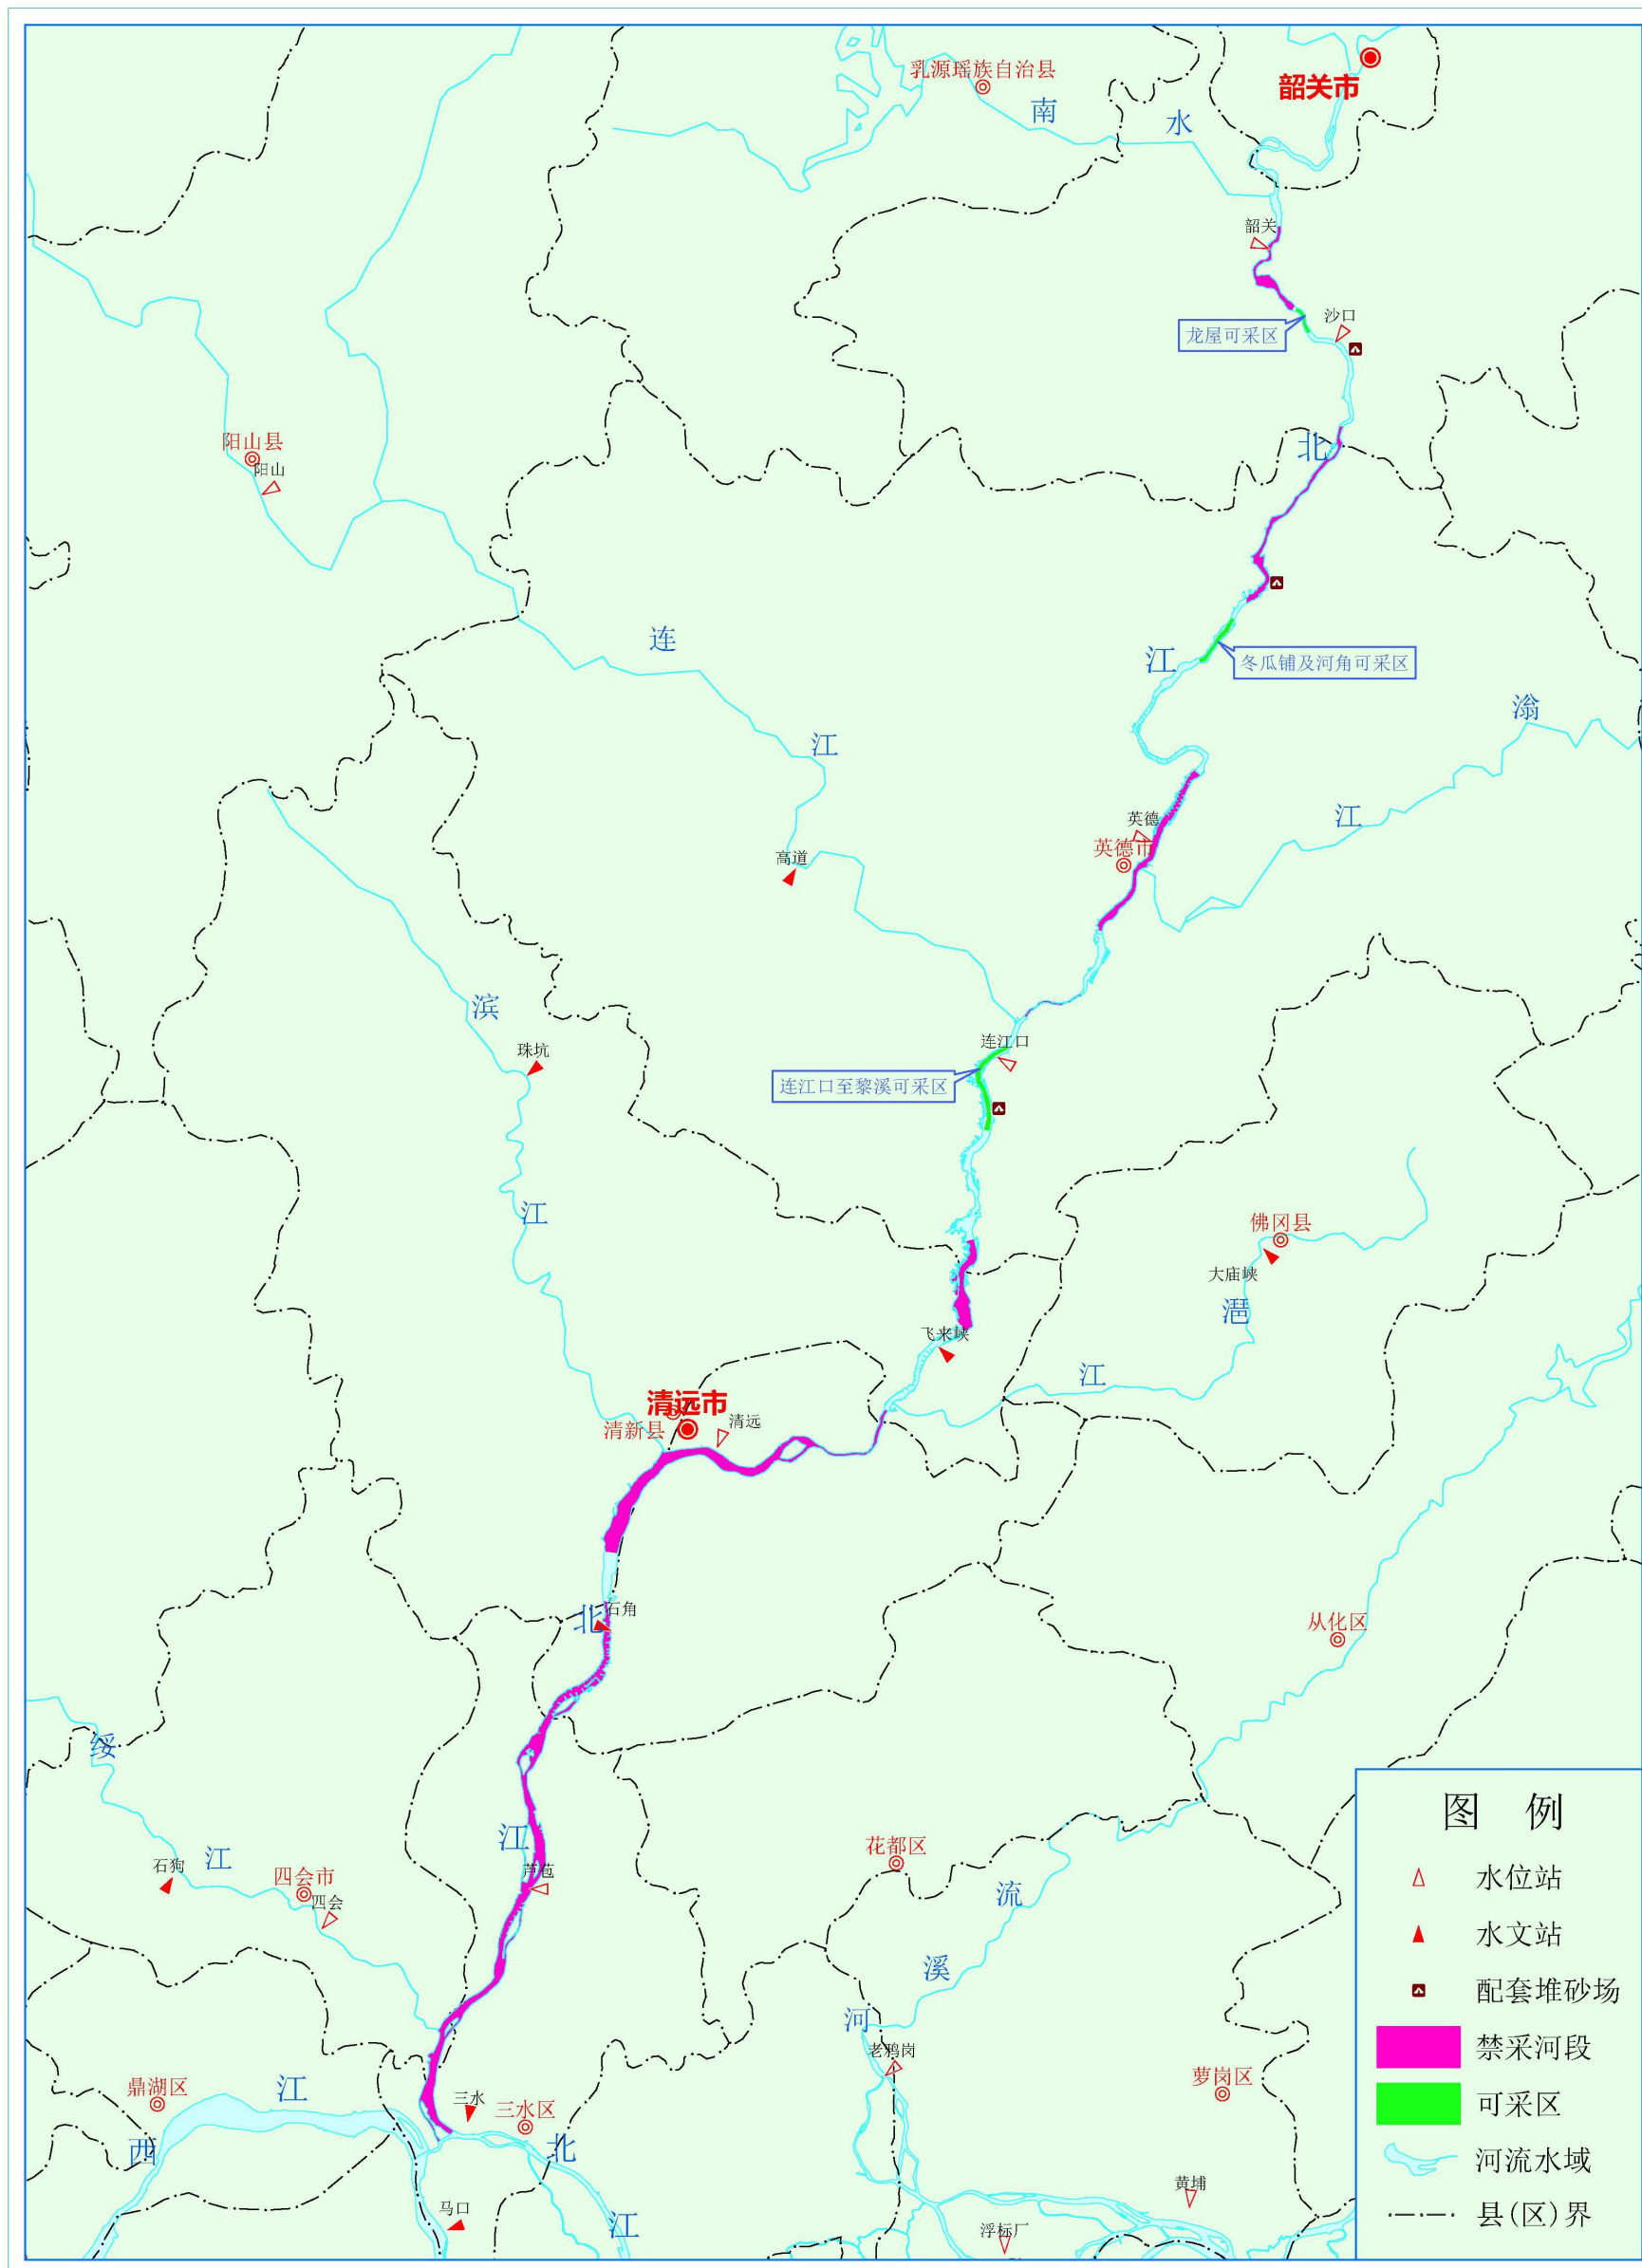 韶关市
乳源瑶族自治县
南
水
韶关
沙口
龙屋可采区
阳山县
阳山
北
连
江
冬瓜铺及河角可采区
滃
江
江
英德
英德市
高道
滨
珠坑
连江口
连江口至黎溪可采区
江
佛冈县
大庙峡
潖
飞来峡
江
清远市
清新县
清远
北
石角
从化区
绥
江
江
石狗
四会市
四会
芦苞
花都区
流
溪
河
老鸦岗
萝岗区
鼎湖区
江
西
三水
三水区
北
江
马口
黄埔
浮标厂
图 例
水位站
水文站
配套堆砂场
禁采河段
可采区
河流水域
县(区)界